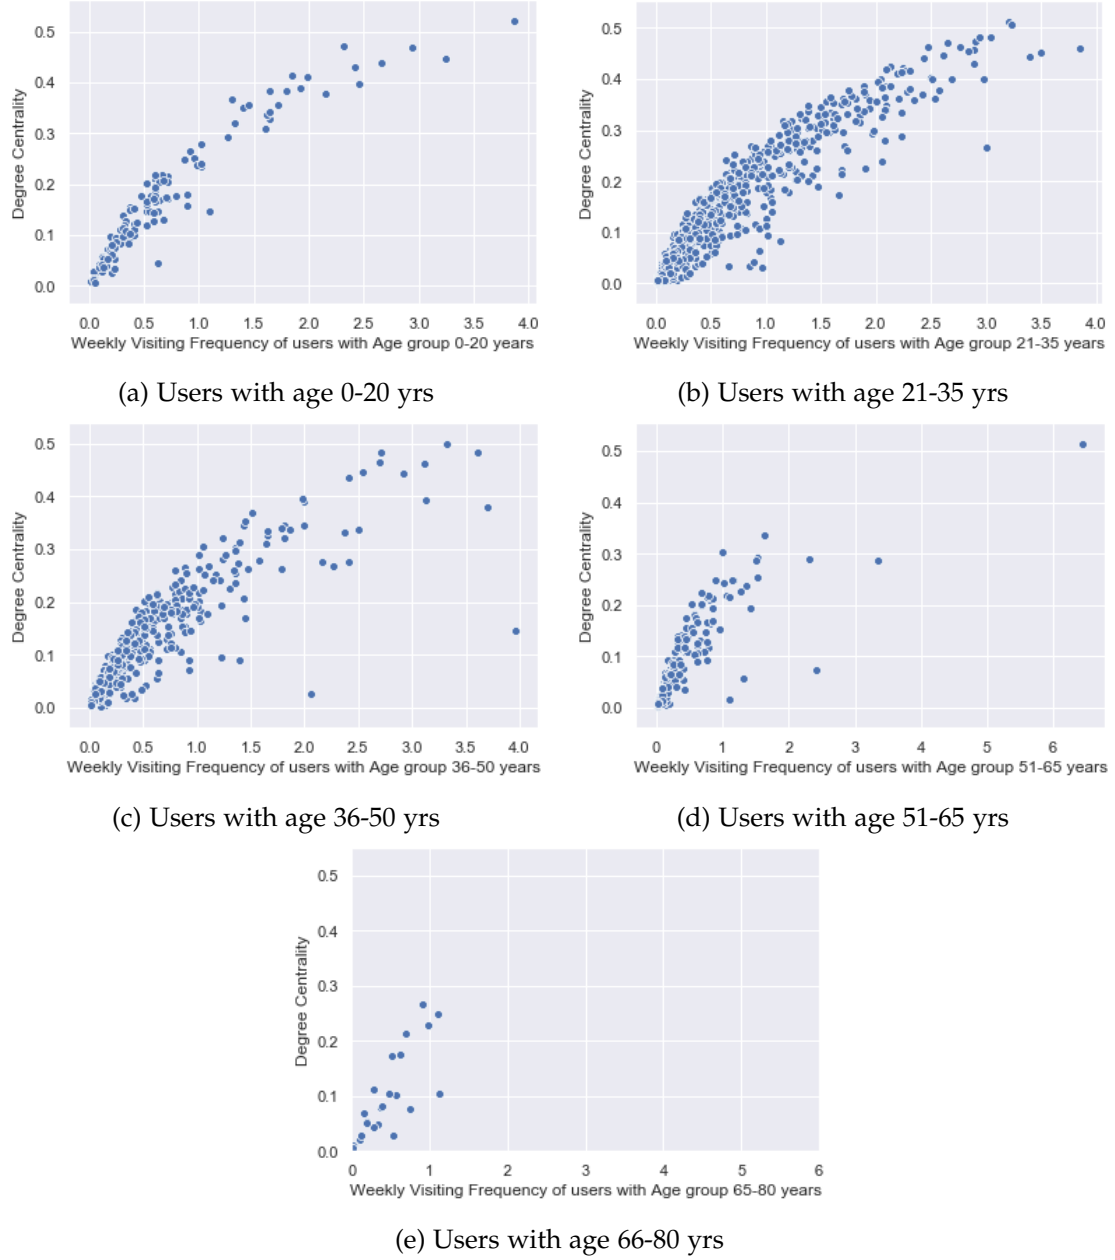 0.5
0.4
0.3
0.2
0.1
0.0
Degree Centrality
0.0 0.5 1.0 1.5 2.0 2.5 3.0 3.5 4.0
Weekly Visiting Frequency of users with Age group 0-20 years
(a) Users with age 0-20 yrs
0.5
0.4
0.3
0.2
0.1
0.0
Degree Centrality
0.0 0.5 1.0 1.5 2.0 2.5 3.0 3.5 4.0
Weekly Visiting Frequency of users with Age group 21-35 years
(b) Users with age 21-35 yrs
0.5
0.4
0.3
0.2
0.1
0.0
Degree Centrality
0.0 0.5 1.0 1.5 2.0 2.5 3.0 3.5 4.0
Weekly Visiting Frequency of users with Age group 36-50 years
(c) Users with age 36-50 yrs
0.5
0.4
0.3
0.2
0.1
0.0
Degree Centrality
0 1 2 3 4 5 6
Weekly Visiting Frequency of users with Age group 51-65 years
(d) Users with age 51-65 yrs
0.5
0.4
0.3
0.2
0.1
0.0
Degree Centrality
0 1 2 3 4 5 6
Weekly Visiting Frequency of users with Age group 65-80 years
(e) Users with age 66-80 yrs